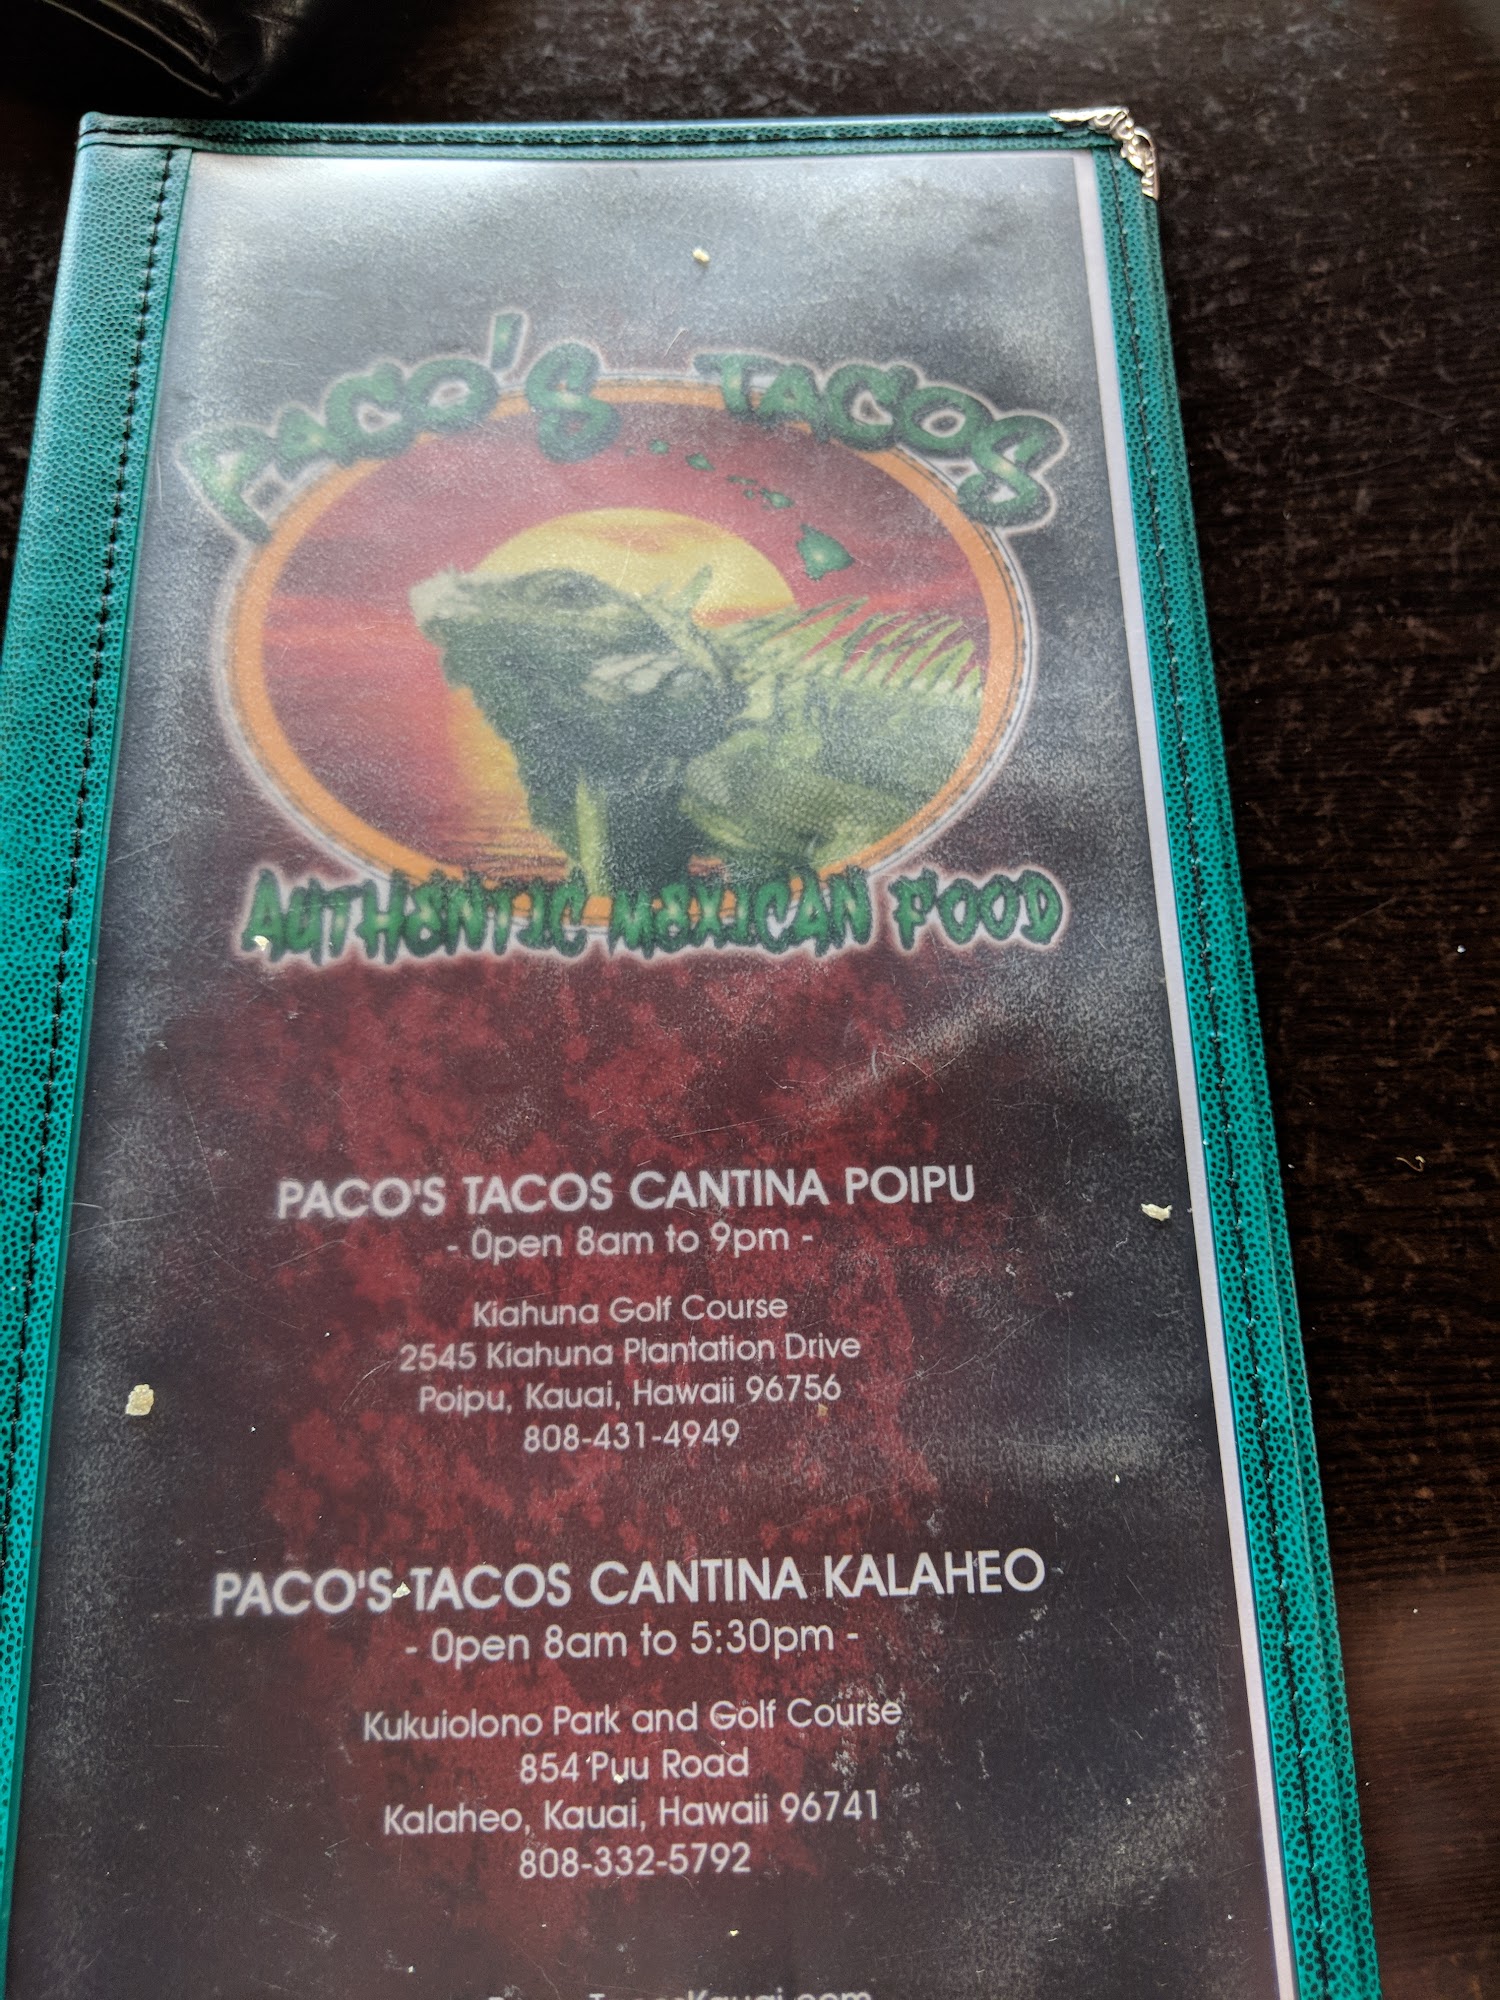 PACO'S TACOS
AUTHENTIC MEXICAN FOOD
PACO'S TACOS CANTINA POIPU
- Open 8am to 9pm -
Kiahuna Golf Course
2545 Kiahuna Plantation Drive
Poipu, Kauai, Hawaii 96756
808-431-4949
PACO'S TACOS CANTINA KALAHEO
- Open 8am to 5:30pm -
Kukuiolono Park and Golf Course
854 Puu Road
Kalaheo, Kauai, Hawaii 96741
808-332-5792